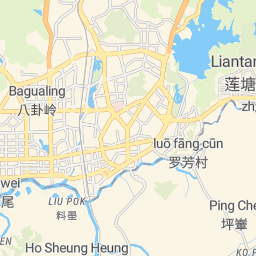 Liantan
莲塘
Bagualing
八卦岭
zh
luō fāng cūn
罗芳村
wei
尾
LIU POK
料壆
Ping Che
坪輋
Ho Sheung Heung